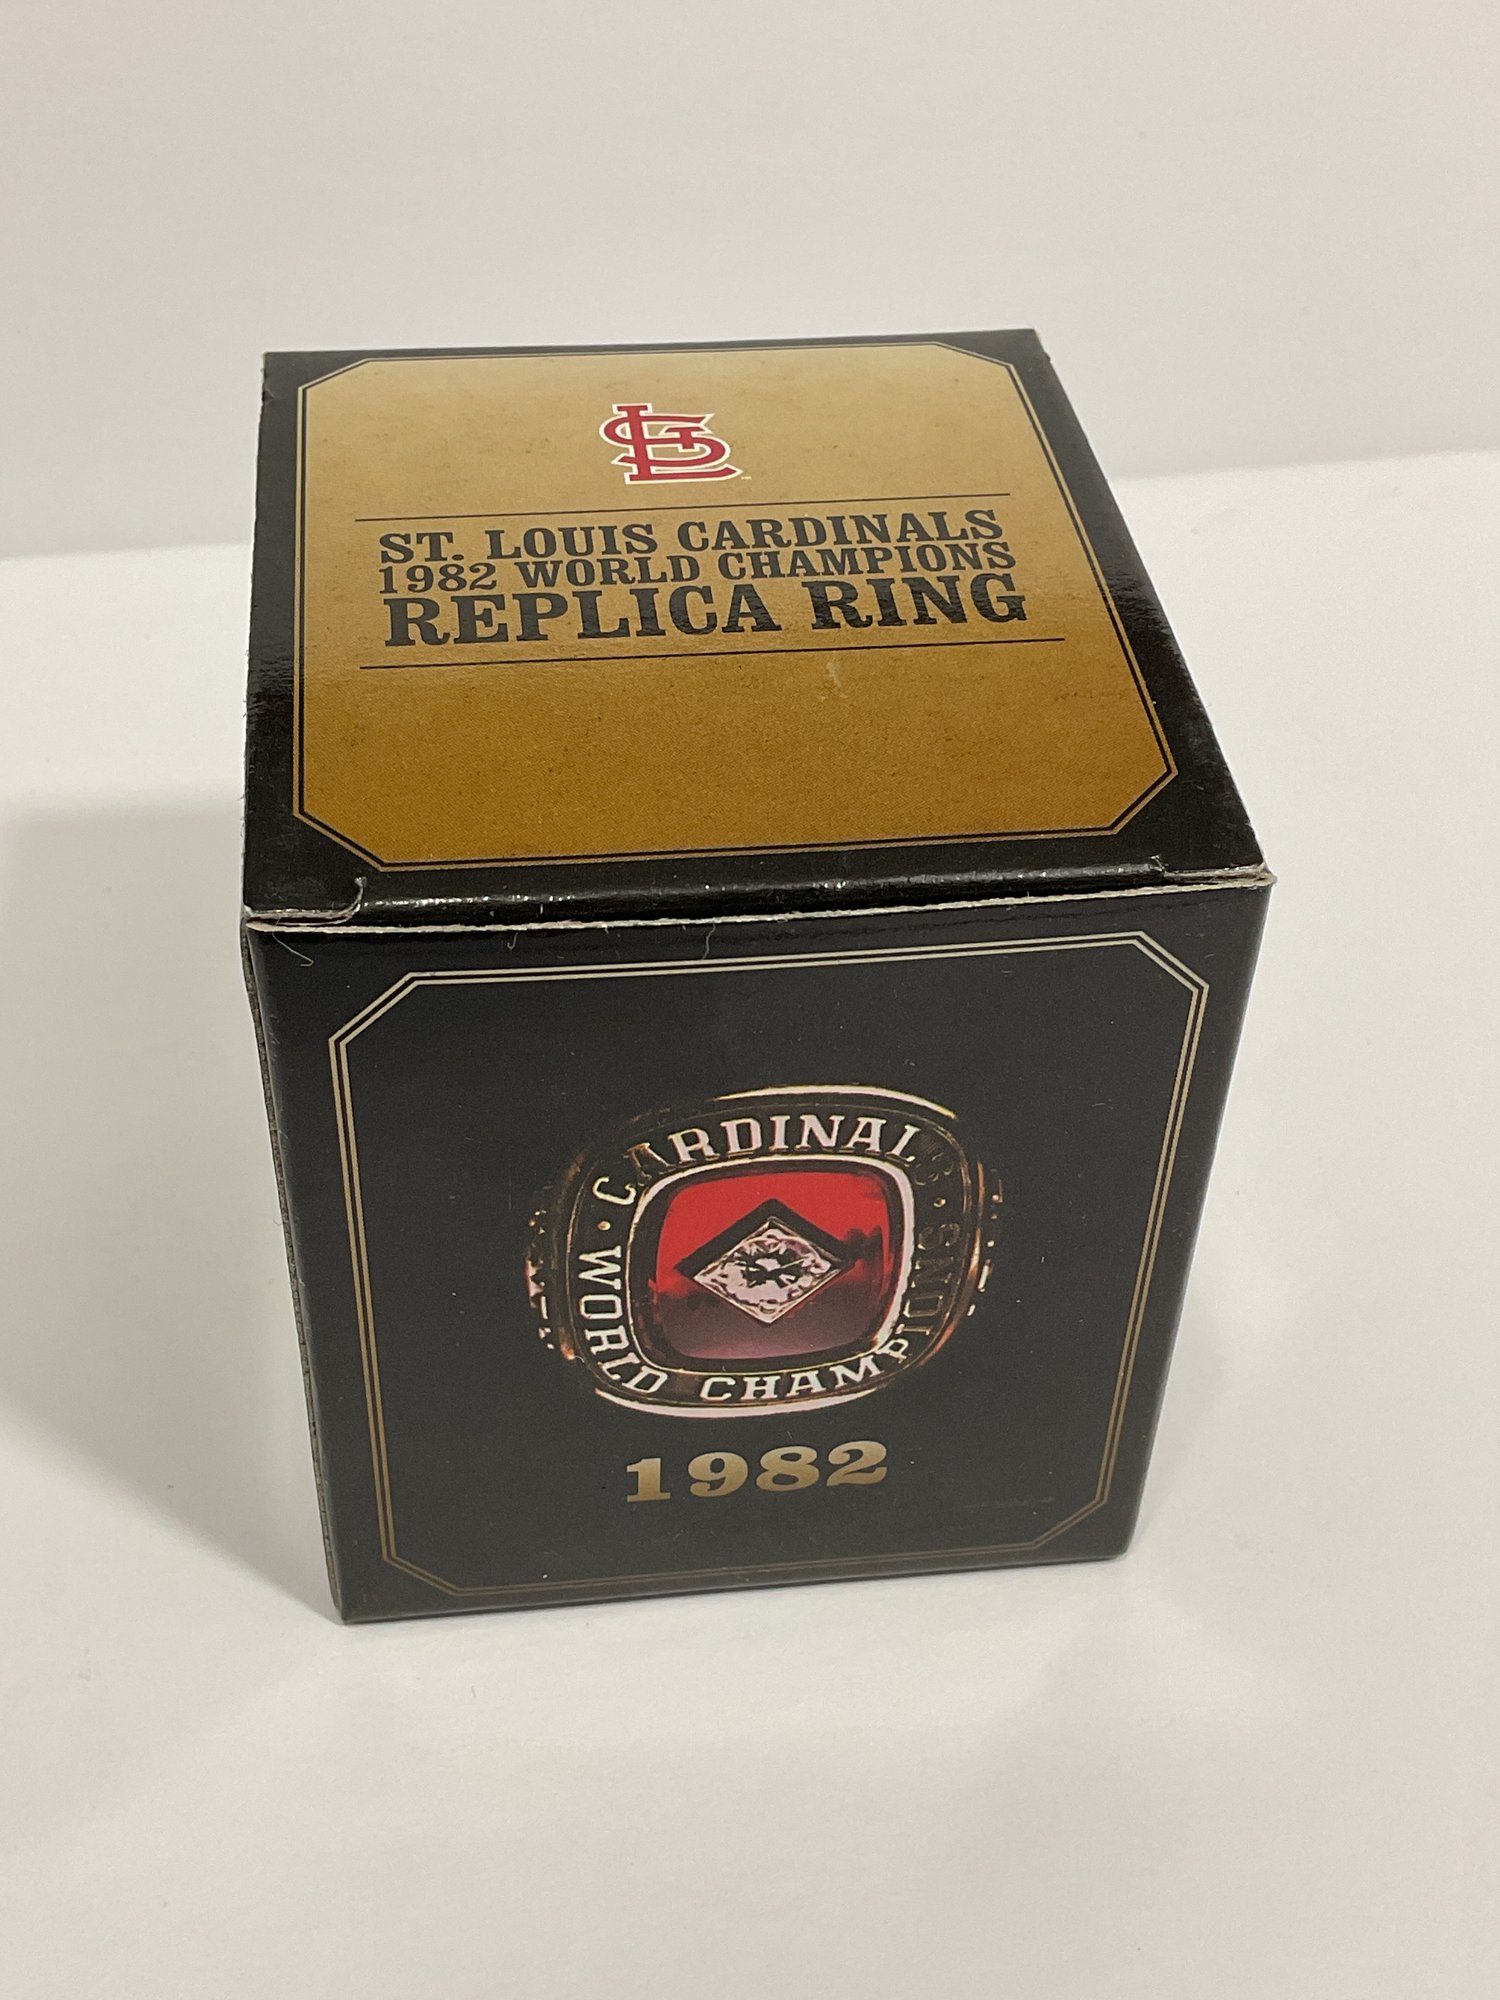 STL
ST. LOUIS CARDINALS
1982 WORLD CHAMPIONS
REPLICA RING
CARDINALS
WORLD CHAMPIONS
1982